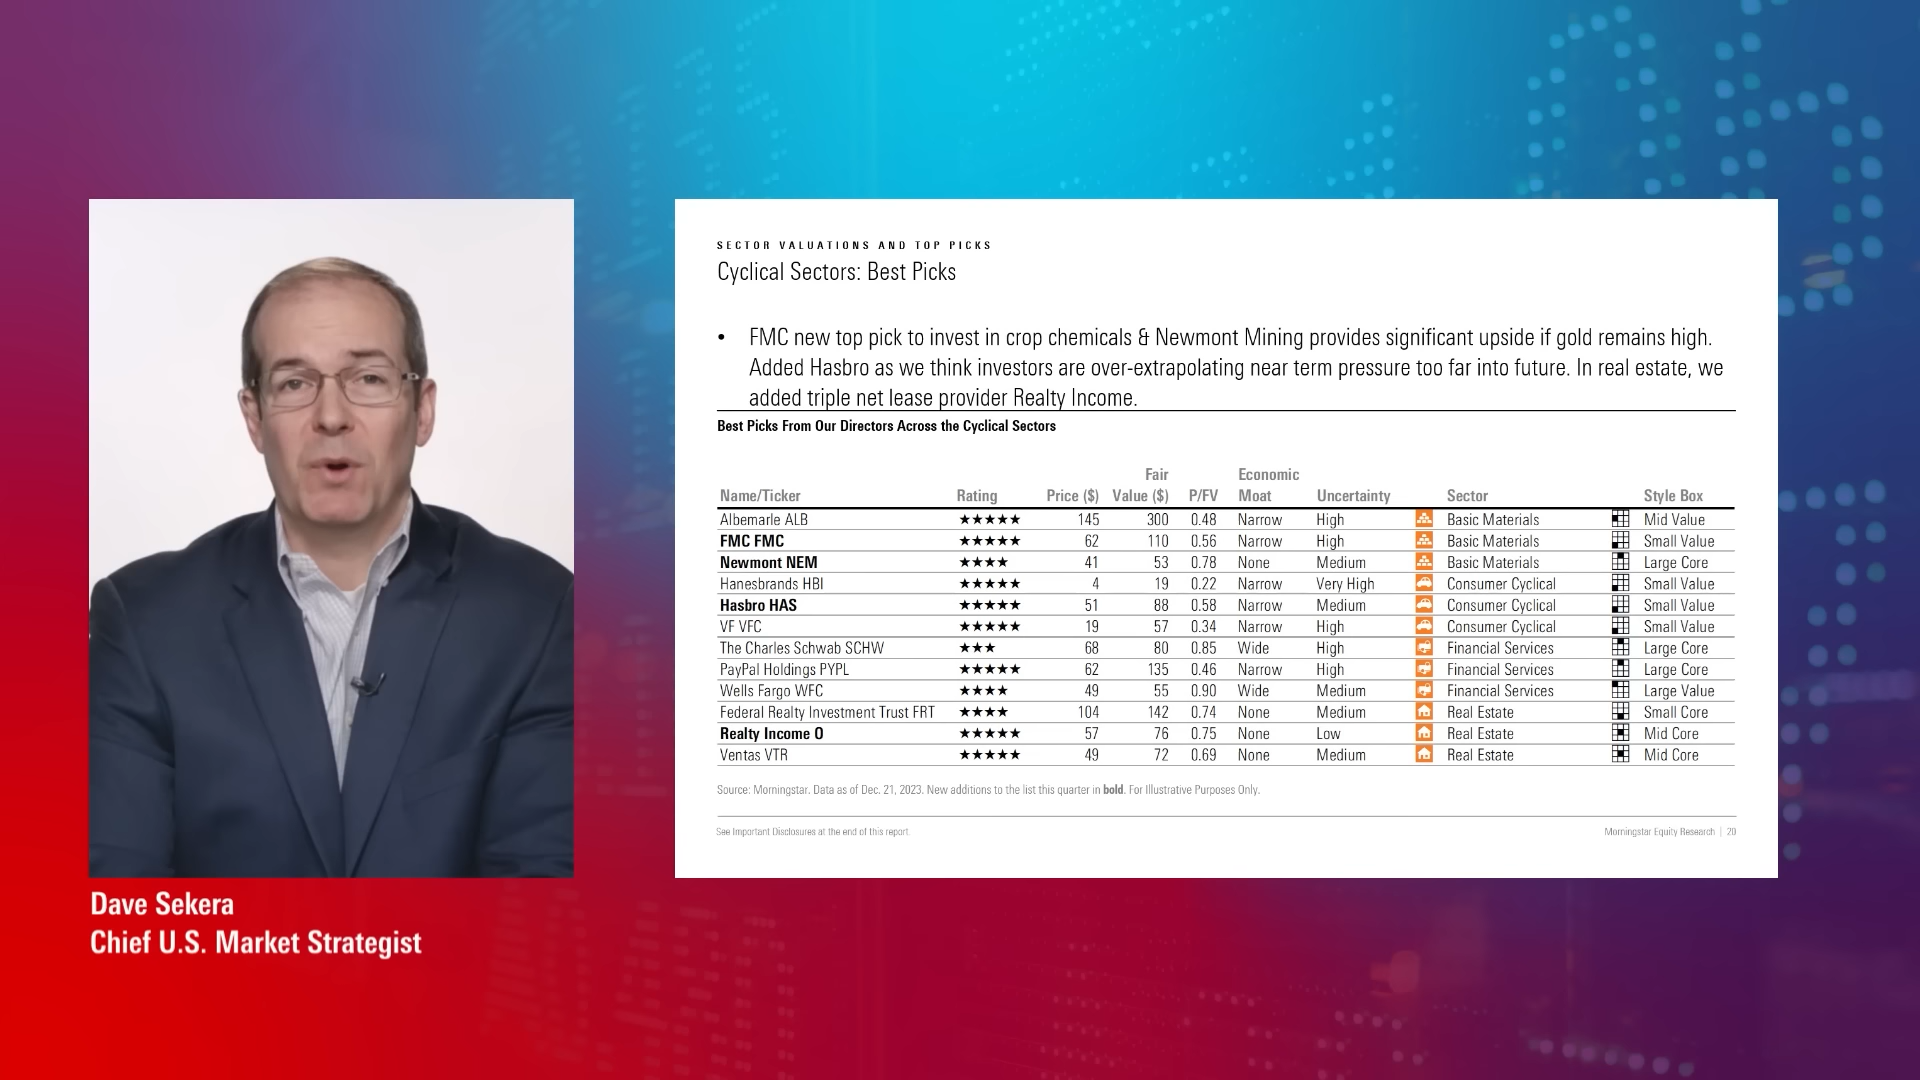 SECTOR VALUATIONS AND TOP PICKS
Cyclical Sectors: Best Picks
• FMC new top pick to invest in crop chemicals & Newmont Mining provides significant upside if gold remains high.
Added Hasbro as we think investors are over-extrapolating near term pressure too far into future. In real estate, we
added triple net lease provider Realty Income.
Best Picks From Our Directors Across the Cyclical Sectors
Fair Economic
Name/Ticker Rating Price ($) Value ($) P/FV Moat Uncertainty Sector Style Box
Albemarle ALB ★★★★★ 145 300 0.48 Narrow High Basic Materials Mid Value
FMC FMC ★★★★★ 62 110 0.56 Narrow High Basic Materials Small Value
Newmont NEM ★★★★ 41 53 0.78 None Medium Basic Materials Large Core
Hanesbrands HBI ★★★★★ 4 19 0.22 Narrow Very High Consumer Cyclical Small Value
Hasbro HAS ★★★★★ 51 88 0.58 Narrow Medium Consumer Cyclical Small Value
VF VFC ★★★★★ 19 57 0.34 Narrow High Consumer Cyclical Small Value
The Charles Schwab SCHW ★★★ 68 80 0.85 Wide High Financial Services Large Core
PayPal Holdings PYPL ★★★★★ 62 135 0.46 Narrow High Financial Services Large Core
Wells Fargo WFC ★★★★ 49 55 0.90 Wide Medium Financial Services Large Value
Federal Realty Investment Trust FRT ★★★★ 104 142 0.74 None Medium Real Estate Small Core
Realty Income O ★★★★★ 57 76 0.75 None Low Real Estate Mid Core
Ventas VTR ★★★★★ 49 72 0.69 None Medium Real Estate Mid Core
Source: Morningstar. Data as of Dec. 21, 2023. New additions to the list this quarter in bold. For Illustrative Purposes Only.
See Important Disclosures at the end of this report.
Morningstar Equity Research | 20
Dave Sekera
Chief U.S. Market Strategist